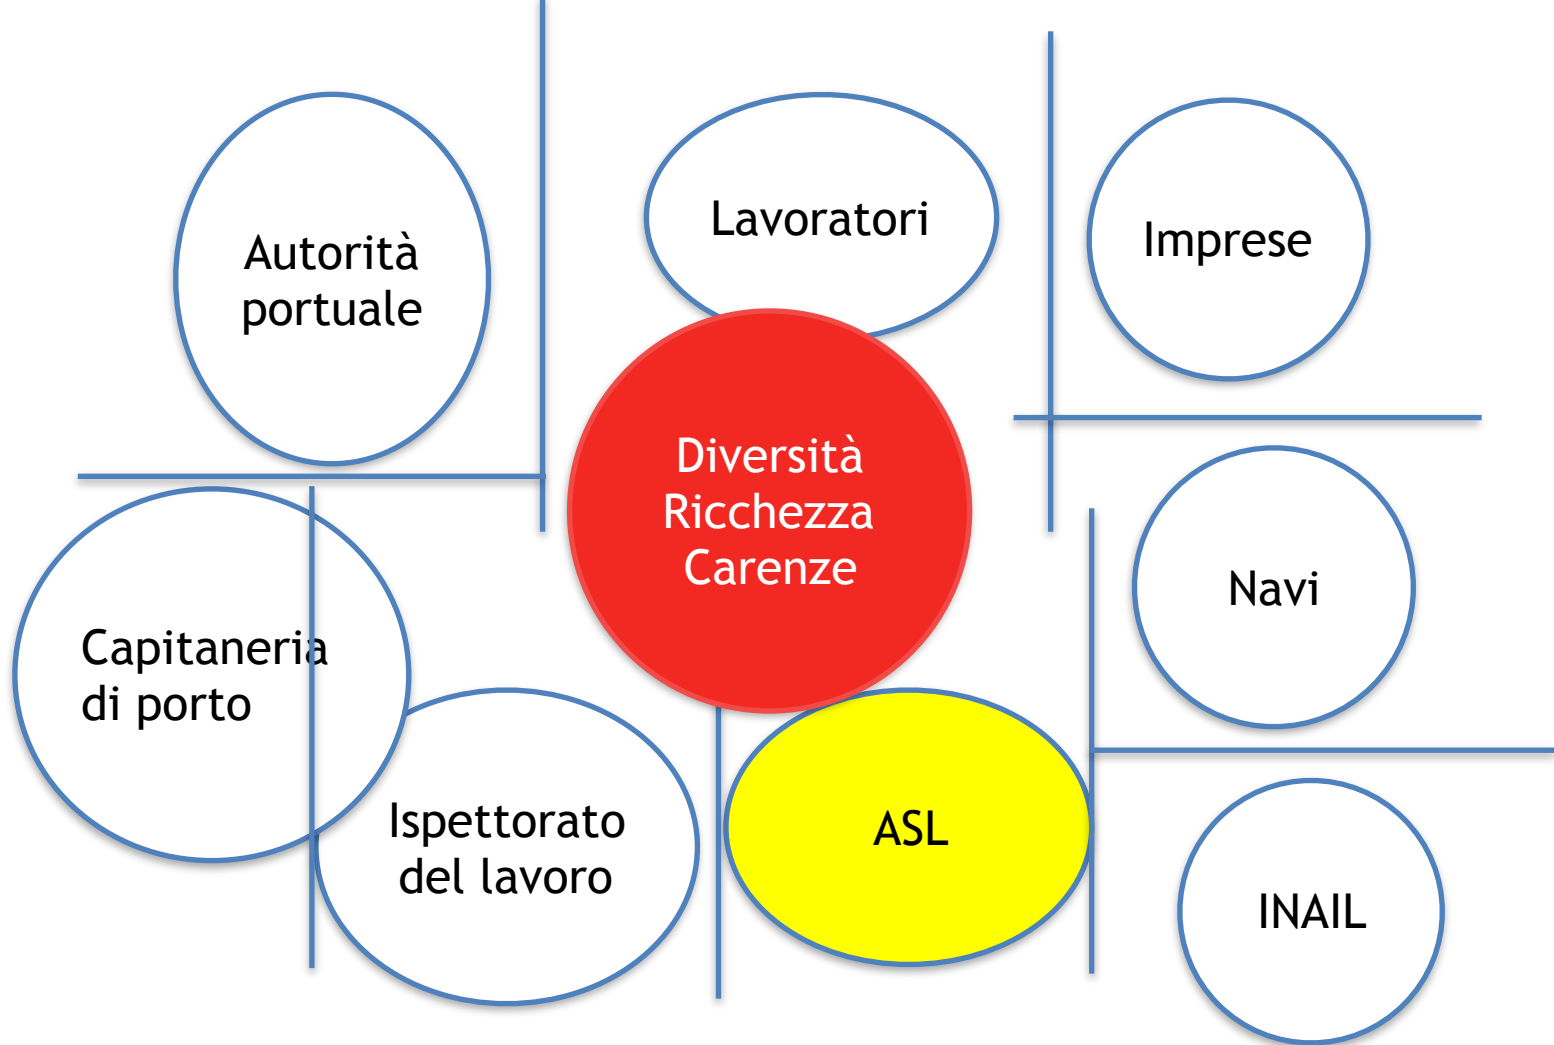 Autorità
portuale
Lavoratori
Imprese
Diversità
Ricchezza
Carenze
Navi
Capitaneria
di porto
Ispettorato
del lavoro
ASL
INAIL